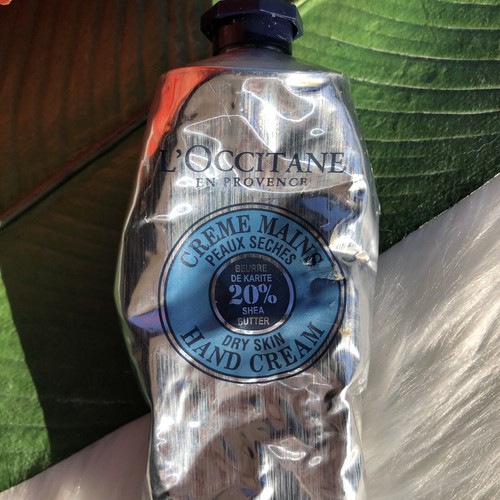 L'OCCITANE
EN PROVENCE
CREME MAINS
PEAUX SECHES
BEURRE
DE KARITE
20%
SHEA
BUTTER
DRY SKIN
HAND CREAM